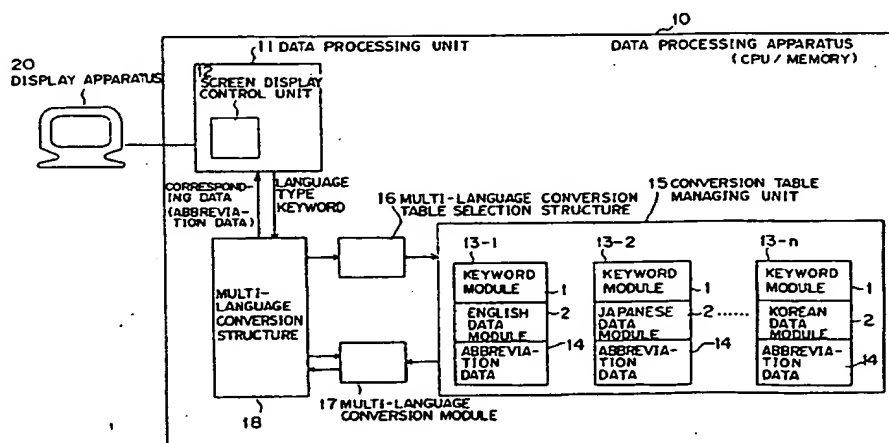 10
11 DATA PROCESSING UNIT
DATA PROCESSING APPARATUS
(CPU/MEMORY)
20
DISPLAY APPARATUS
12
SCREEN DISPLAY
CONTROL UNIT
CORRESPOND-
ING DATA
(ABBREVIA-
TION DATA)
LANGUAGE
TYPE
KEYWORD
16 MULTI-LANGUAGE CONVERSION
TABLE SELECTION STRUCTURE
15 CONVERSION TABLE
MANAGING UNIT
13-1
KEYWORD
MODULE
1
ENGLISH
DATA
MODULE
2
ABBREVIA-
TION
DATA
14
13-2
KEYWORD
MODULE
1
JAPANESE
DATA
MODULE
2
ABBREVIA-
TION
DATA
14
......
13-n
KEYWORD
MODULE
1
KOREAN
DATA
MODULE
2
ABBREVIA-
TION
DATA
14
MULTI-
LANGUAGE
CONVERSION
STRUCTURE
18
17 MULTI-LANGUAGE
CONVERSION MODULE